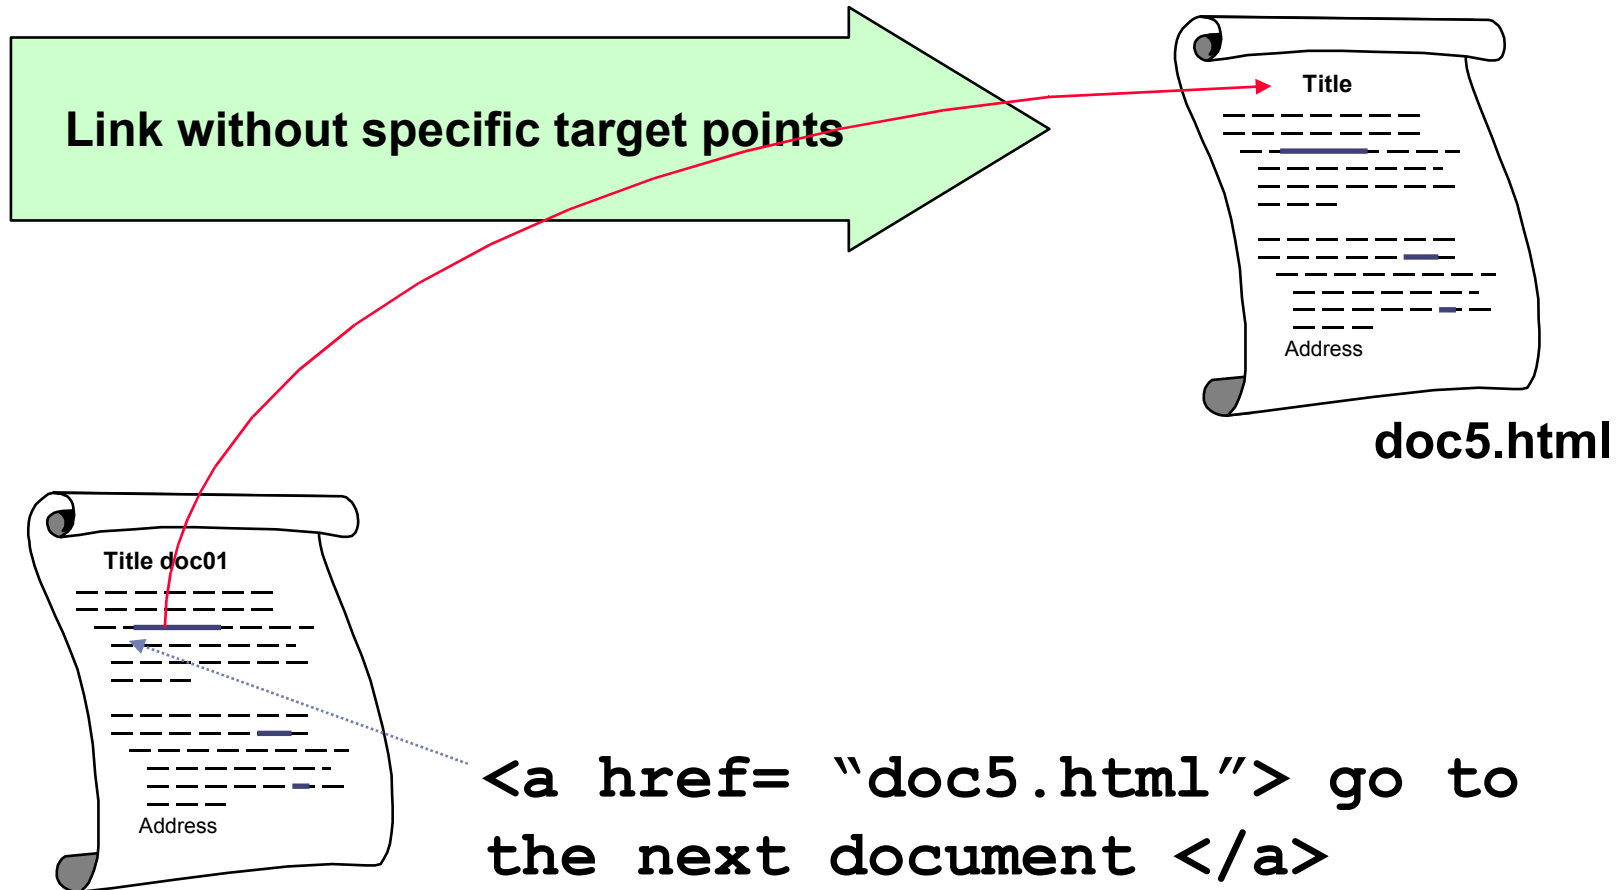 Link without specific target points
Title
Address
doc5.html
Title doc01
Address
<a href= “doc5.html”> go to
the next document </a>